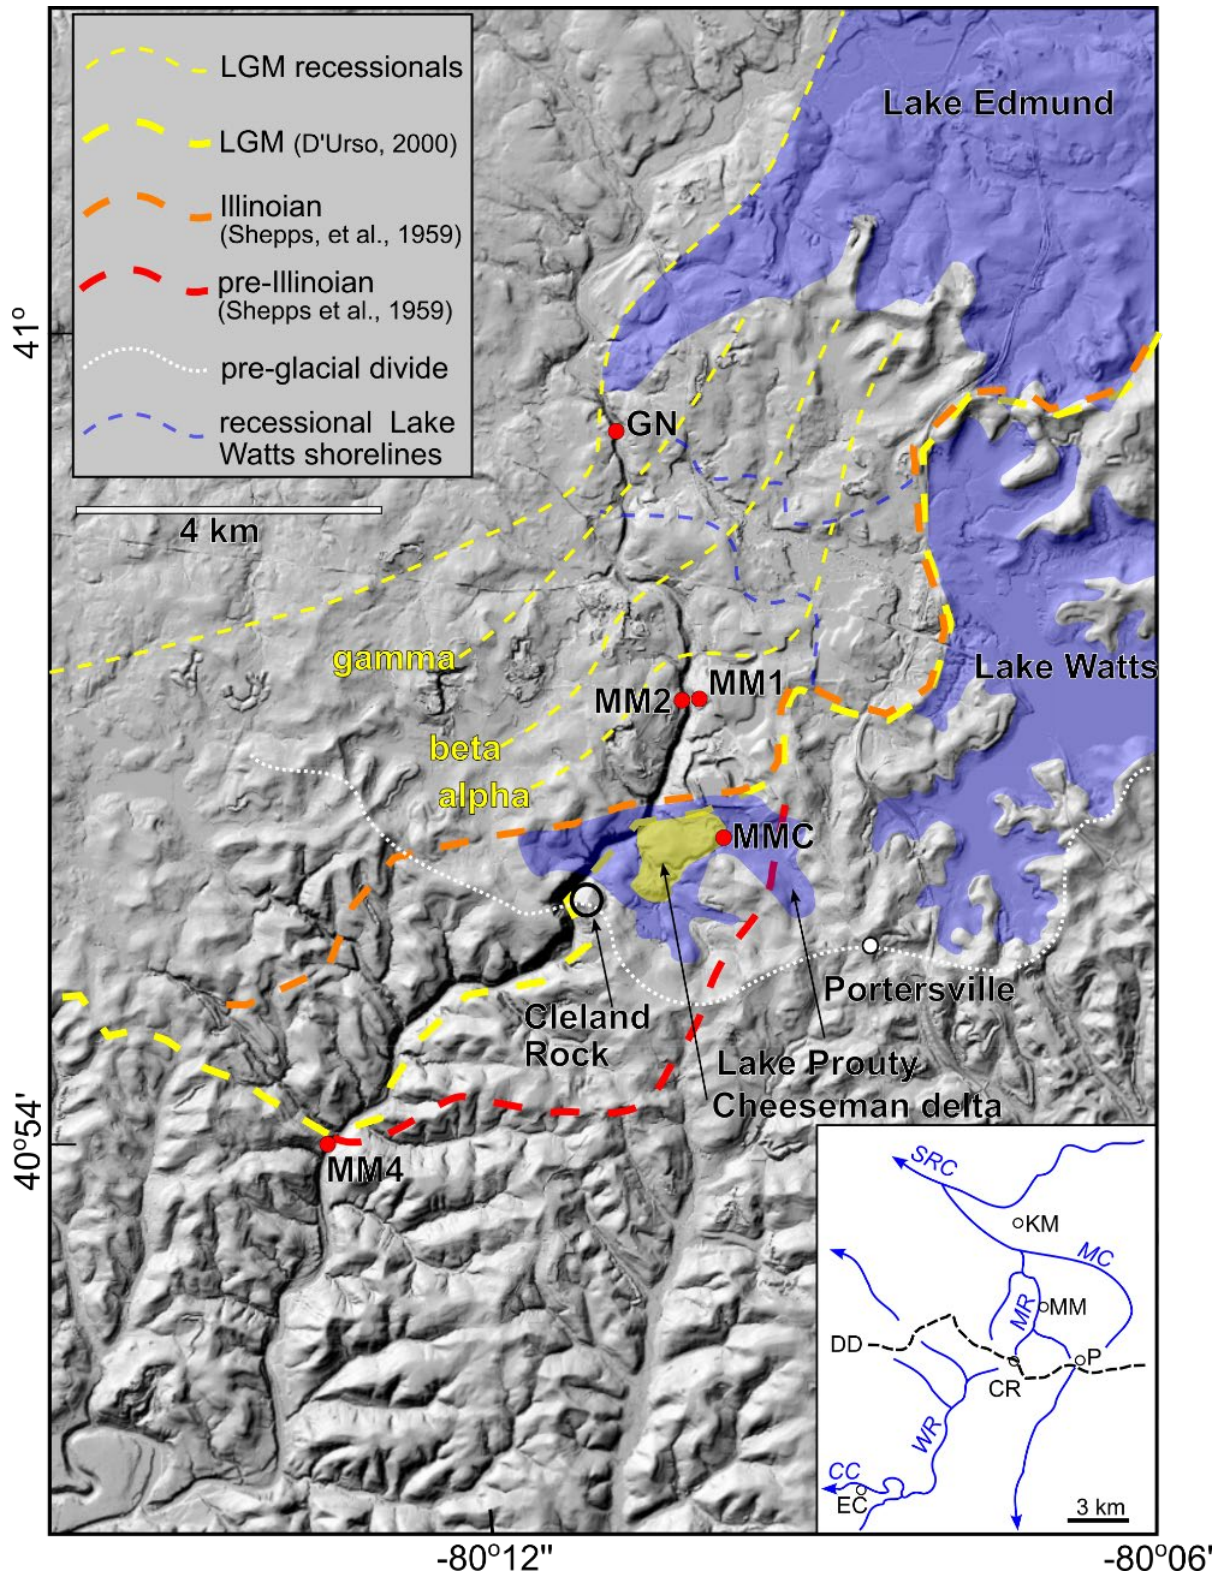 LGM recessionals
LGM (D'Urso, 2000)
Illinoian
(Shepps, et al., 1959)
pre-Illinoian
(Shepps et al., 1959)
pre-glacial divide
recessional Lake
Watts shorelines
4 km
Lake Edmund
41°
GN
gamma
MM2
MM1
Lake Watts
beta
alpha
MMC
Cleland
Rock
Portersville
Lake Prouty
Cheeseman delta
40°54'
MM4
SRC
KM
MC
MR
MM
DD
P
CR
WR
CC
EC
3 km
-80°12"
-80°06'